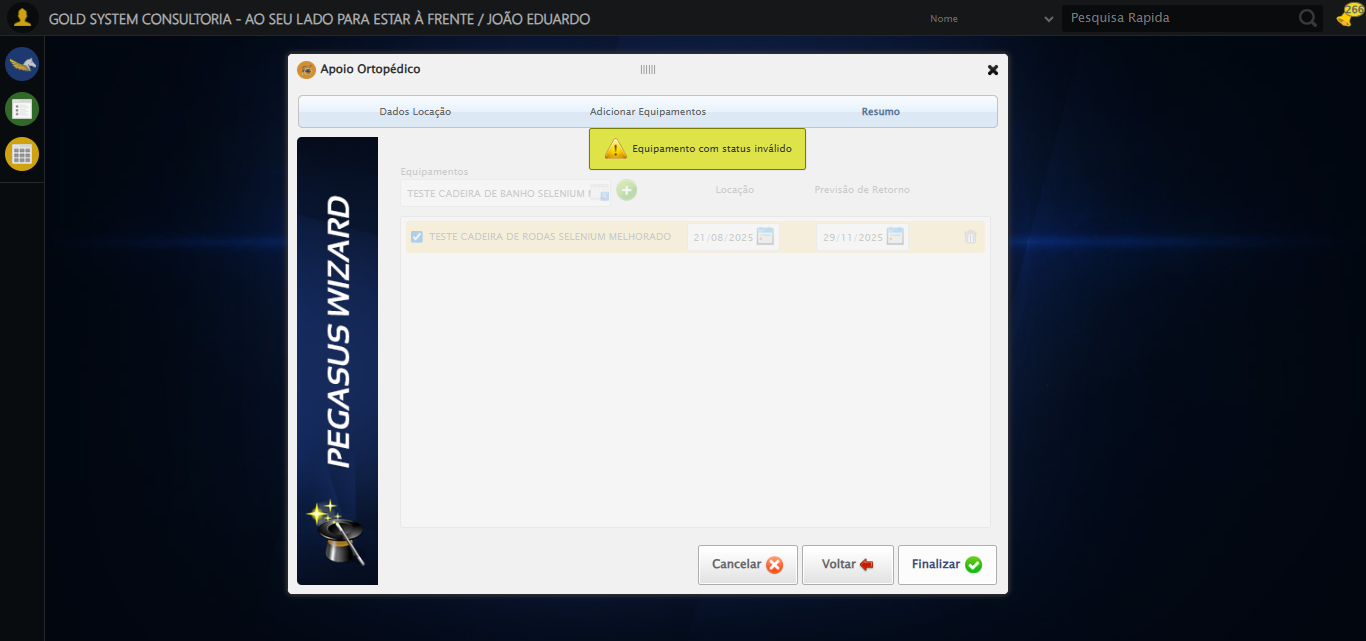 GOLD SYSTEM CONSULTORIA - AO SEU LADO PARA ESTAR À FRENTE / JOÃO EDUARDO
Nome
Pesquisa Rapida
266
Apoio Ortopédico
Dados Locação
Adicionar Equipamentos
Resumo
Equipamento com status inválido
Equipamentos
TESTE CADEIRA DE BANHO SELENIUM
Locação
Previsão de Retorno
TESTE CADEIRA DE RODAS SELENIUM MELHORADO
21/08/2025
29/11/2025
PEGASUS WIZARD
Cancelar
Voltar
Finalizar